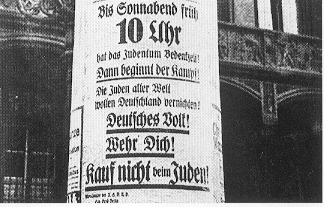 Bis Sonnabend früh
10 Uhr
hat das Judentum Bedenkzeit!
Dann beginnt der Kampf!
Die Juden aller Welt
wollen Deutschland vernichten!
Deutsches Volk!
Wehr Dich!
Kauf nicht beim Juden!